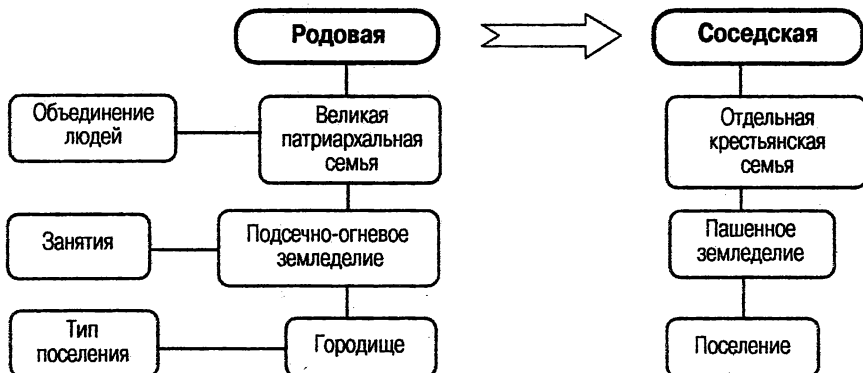 Родовая
Соседская
Объединение
людей
Великая
патриархальная
семья
Отдельная
крестьянская
семья
Занятия
Подсечно-огневое
земледелие
Пашенное
земледелие
Тип
поселения
Городище
Поселение